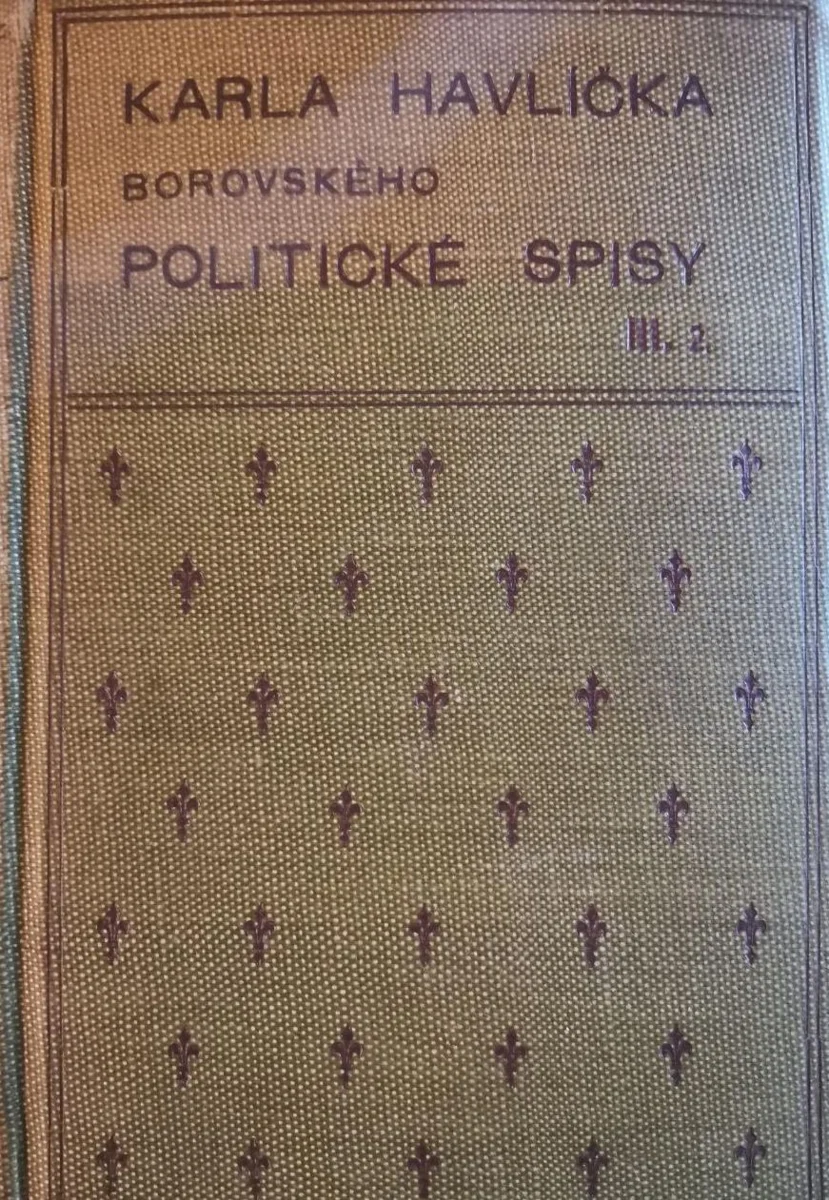 KARLA HAVLÍČKA
BOROVSKÉHO
POLITICKÉ SPISY
III. 2.